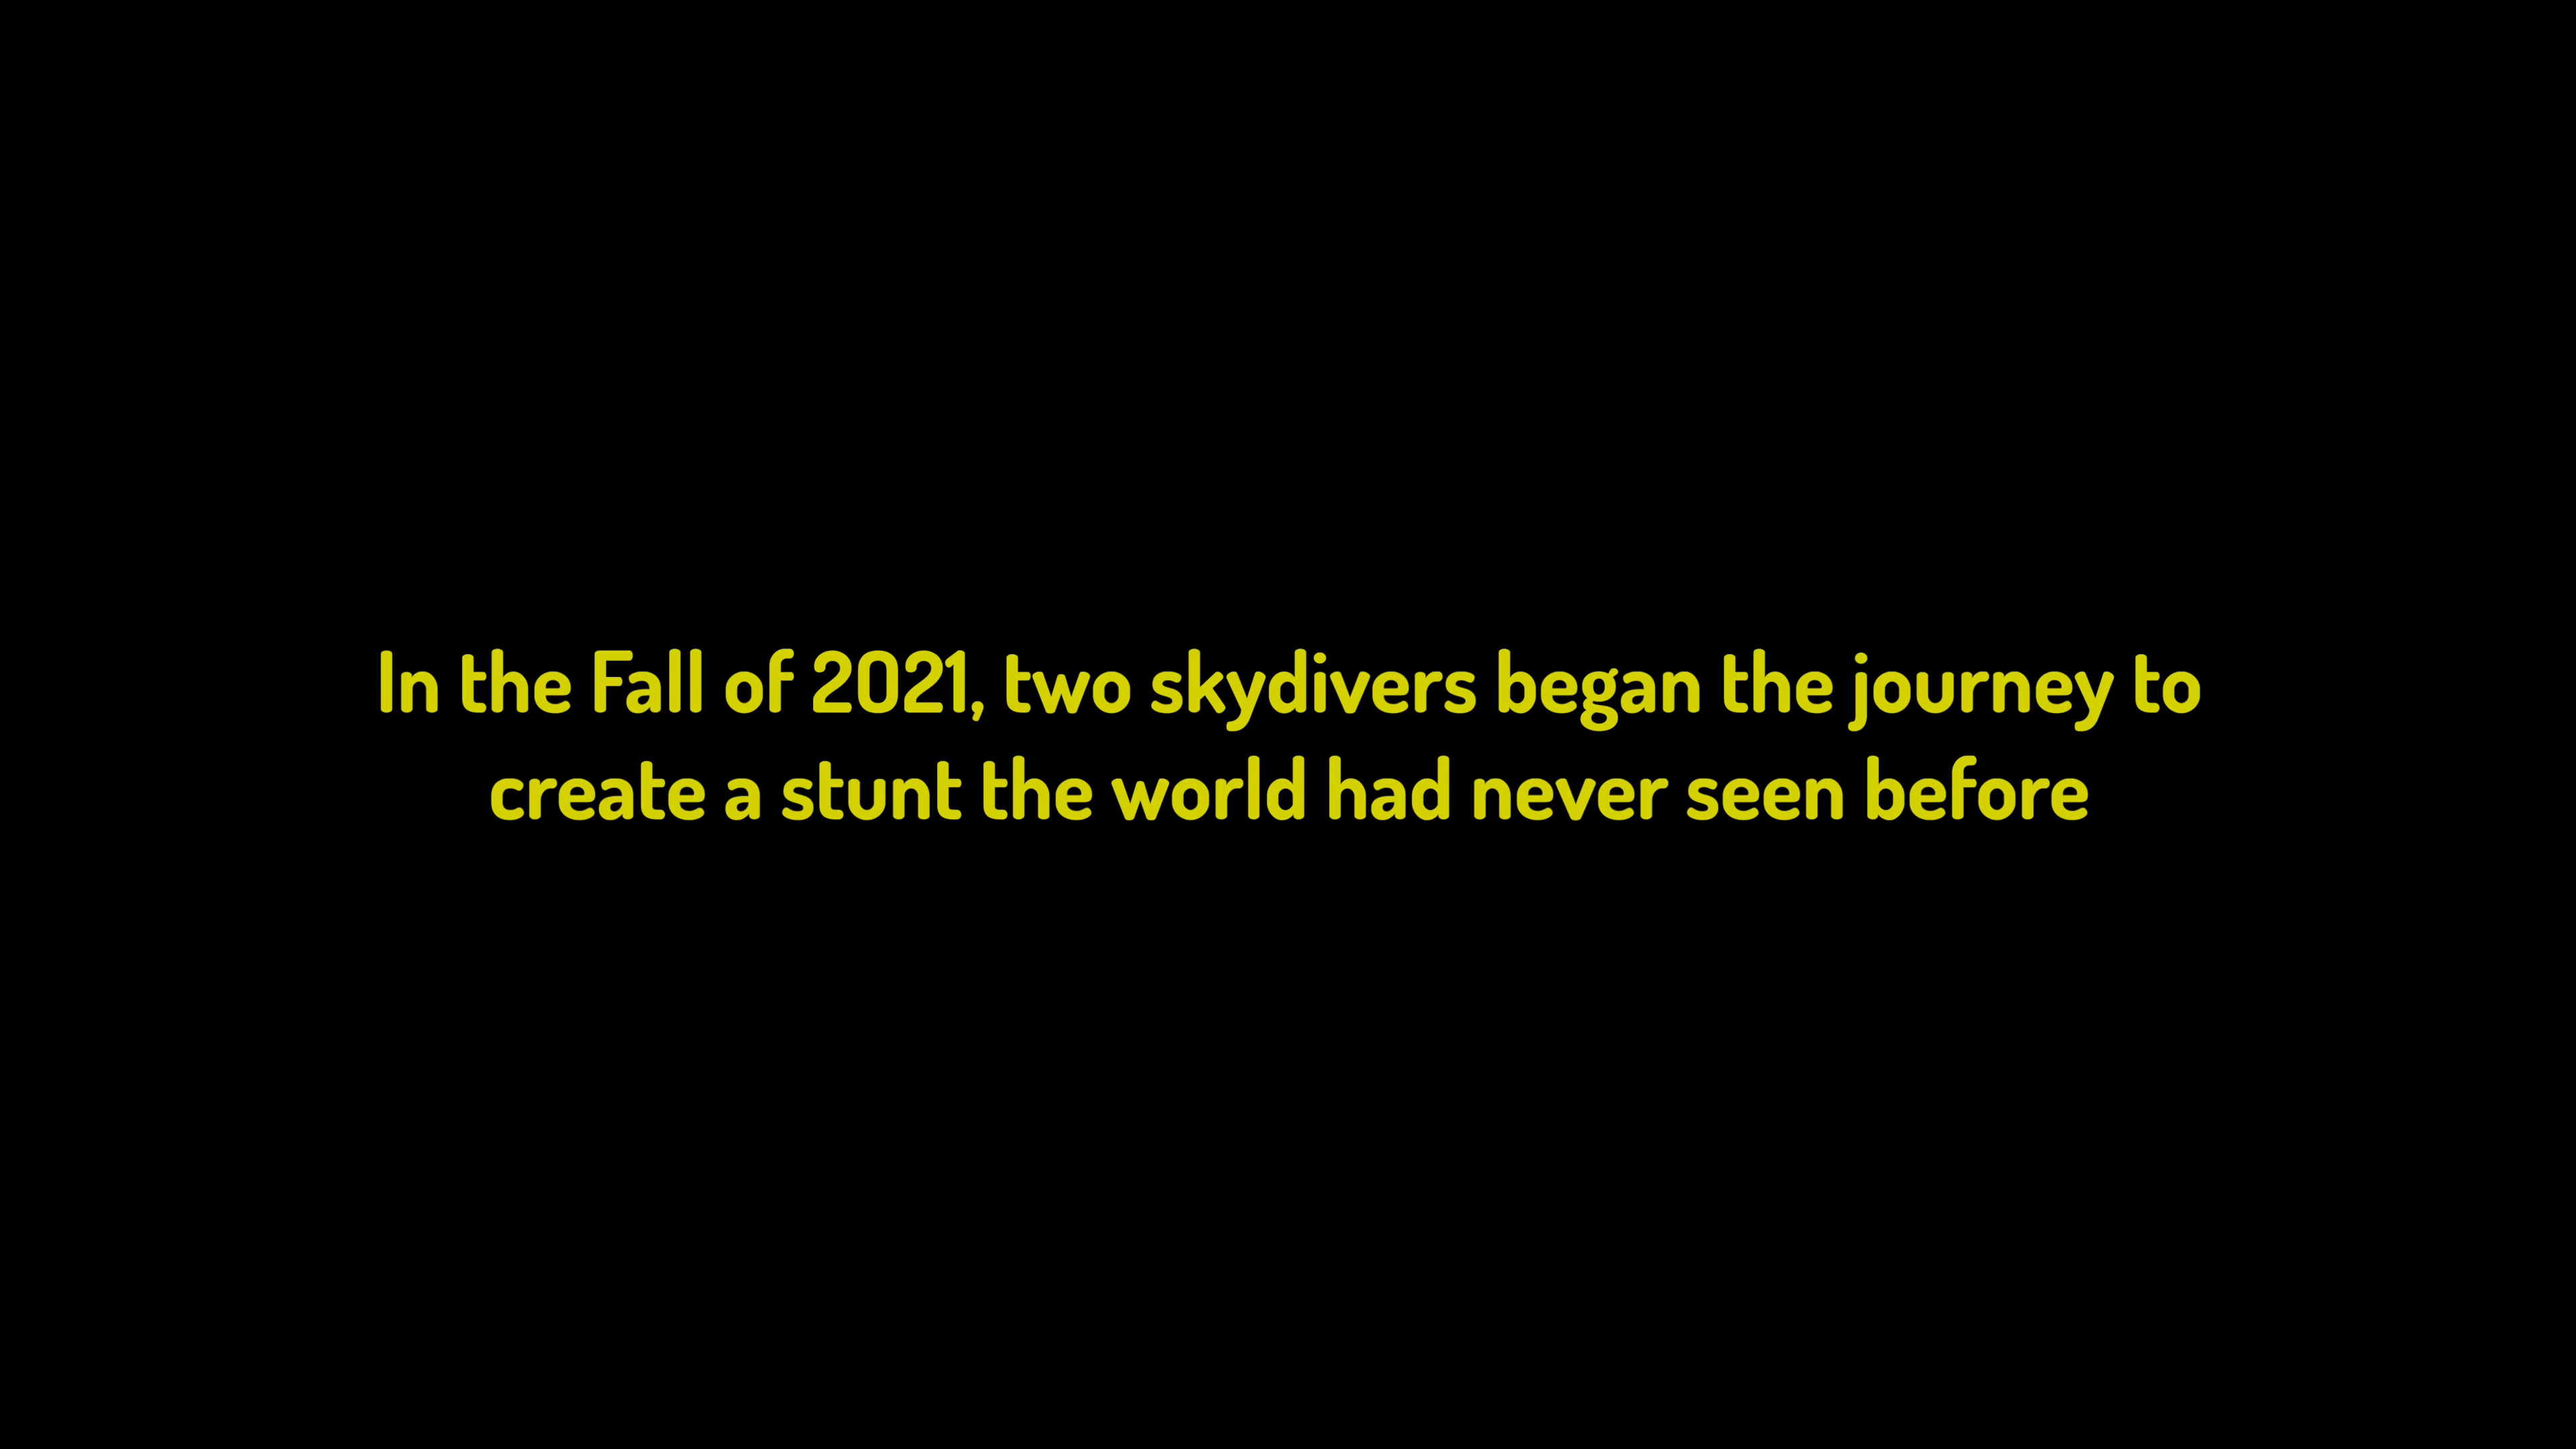 In the Fall of 2021, two skydivers began the journey to
create a stunt the world had never seen before